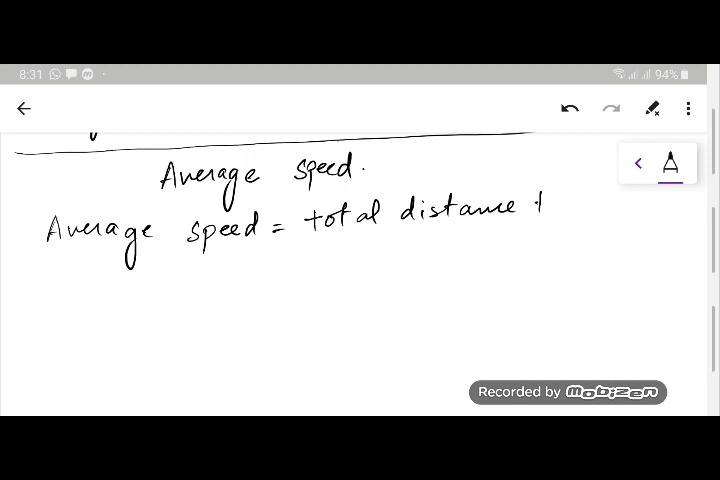 8:31 94%
Average speed.
Average speed = total distance t
Recorded by mobizen